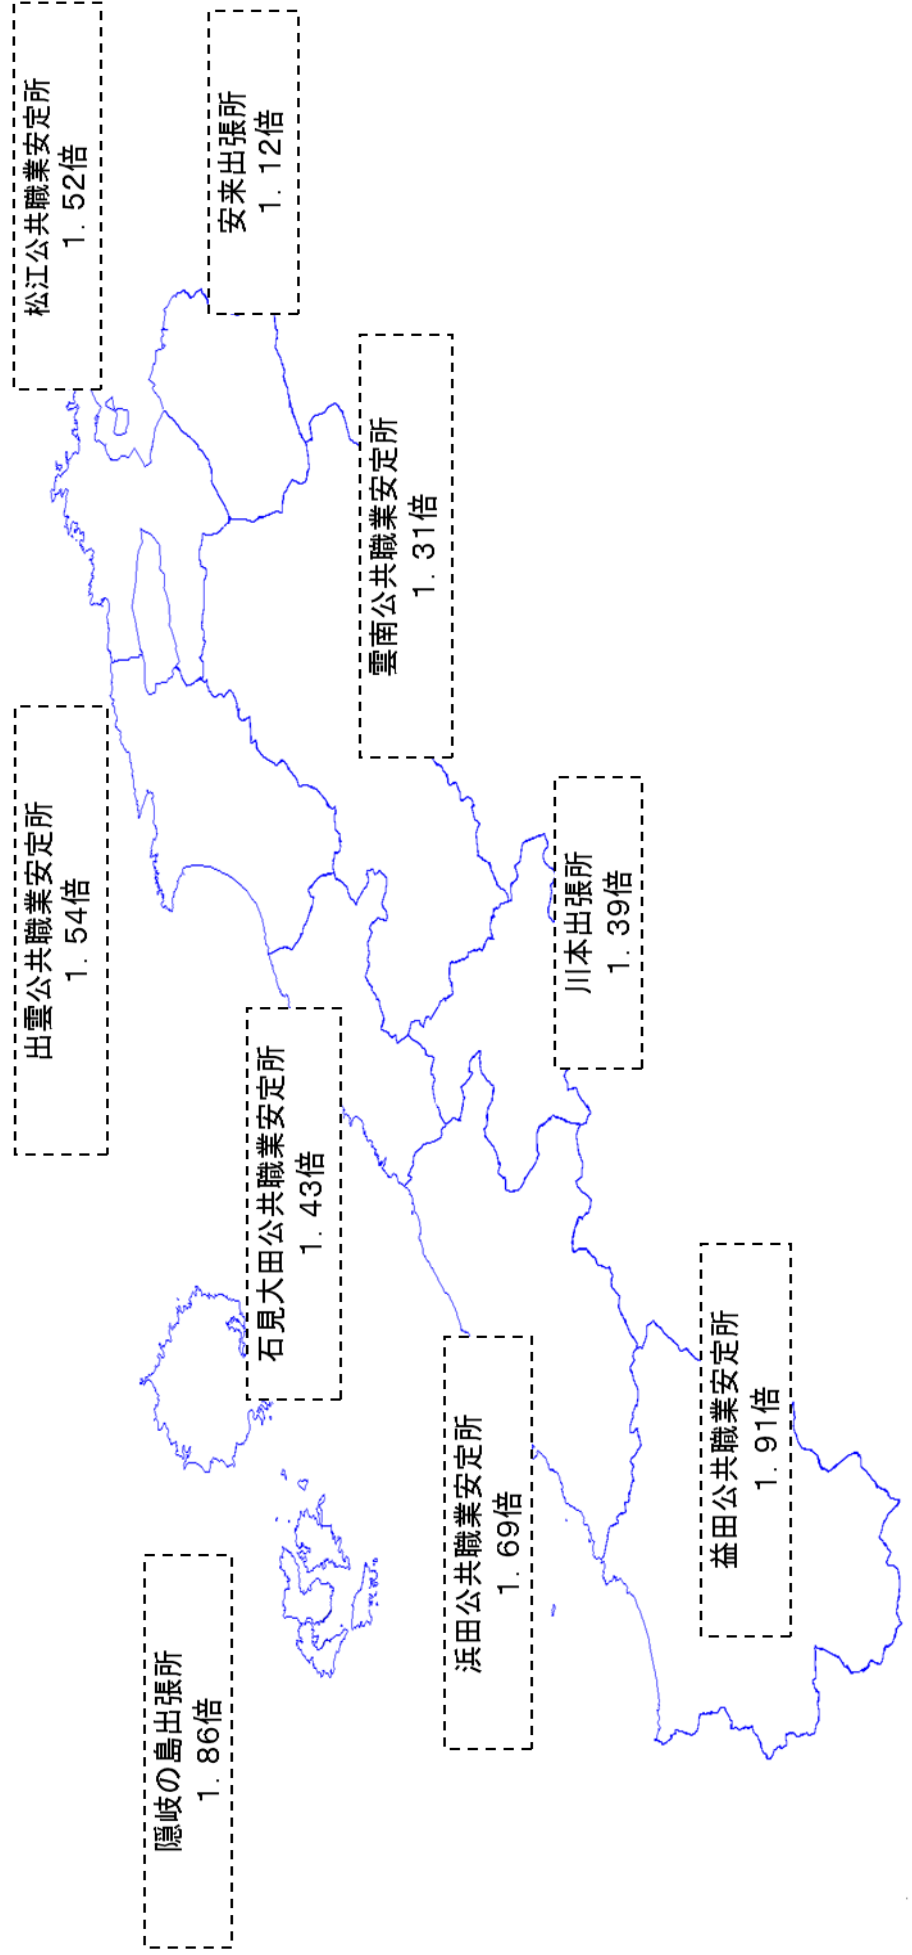 松江公共職業安定所
1. 52倍
安来出張所
1. 12倍
出雲公共職業安定所
1. 54倍
雲南公共職業安定所
1. 31倍
石見大田公共職業安定所
1. 43倍
川本出張所
1. 39倍
隠岐の島出張所
1. 86倍
浜田公共職業安定所
1. 69倍
益田公共職業安定所
1. 91倍